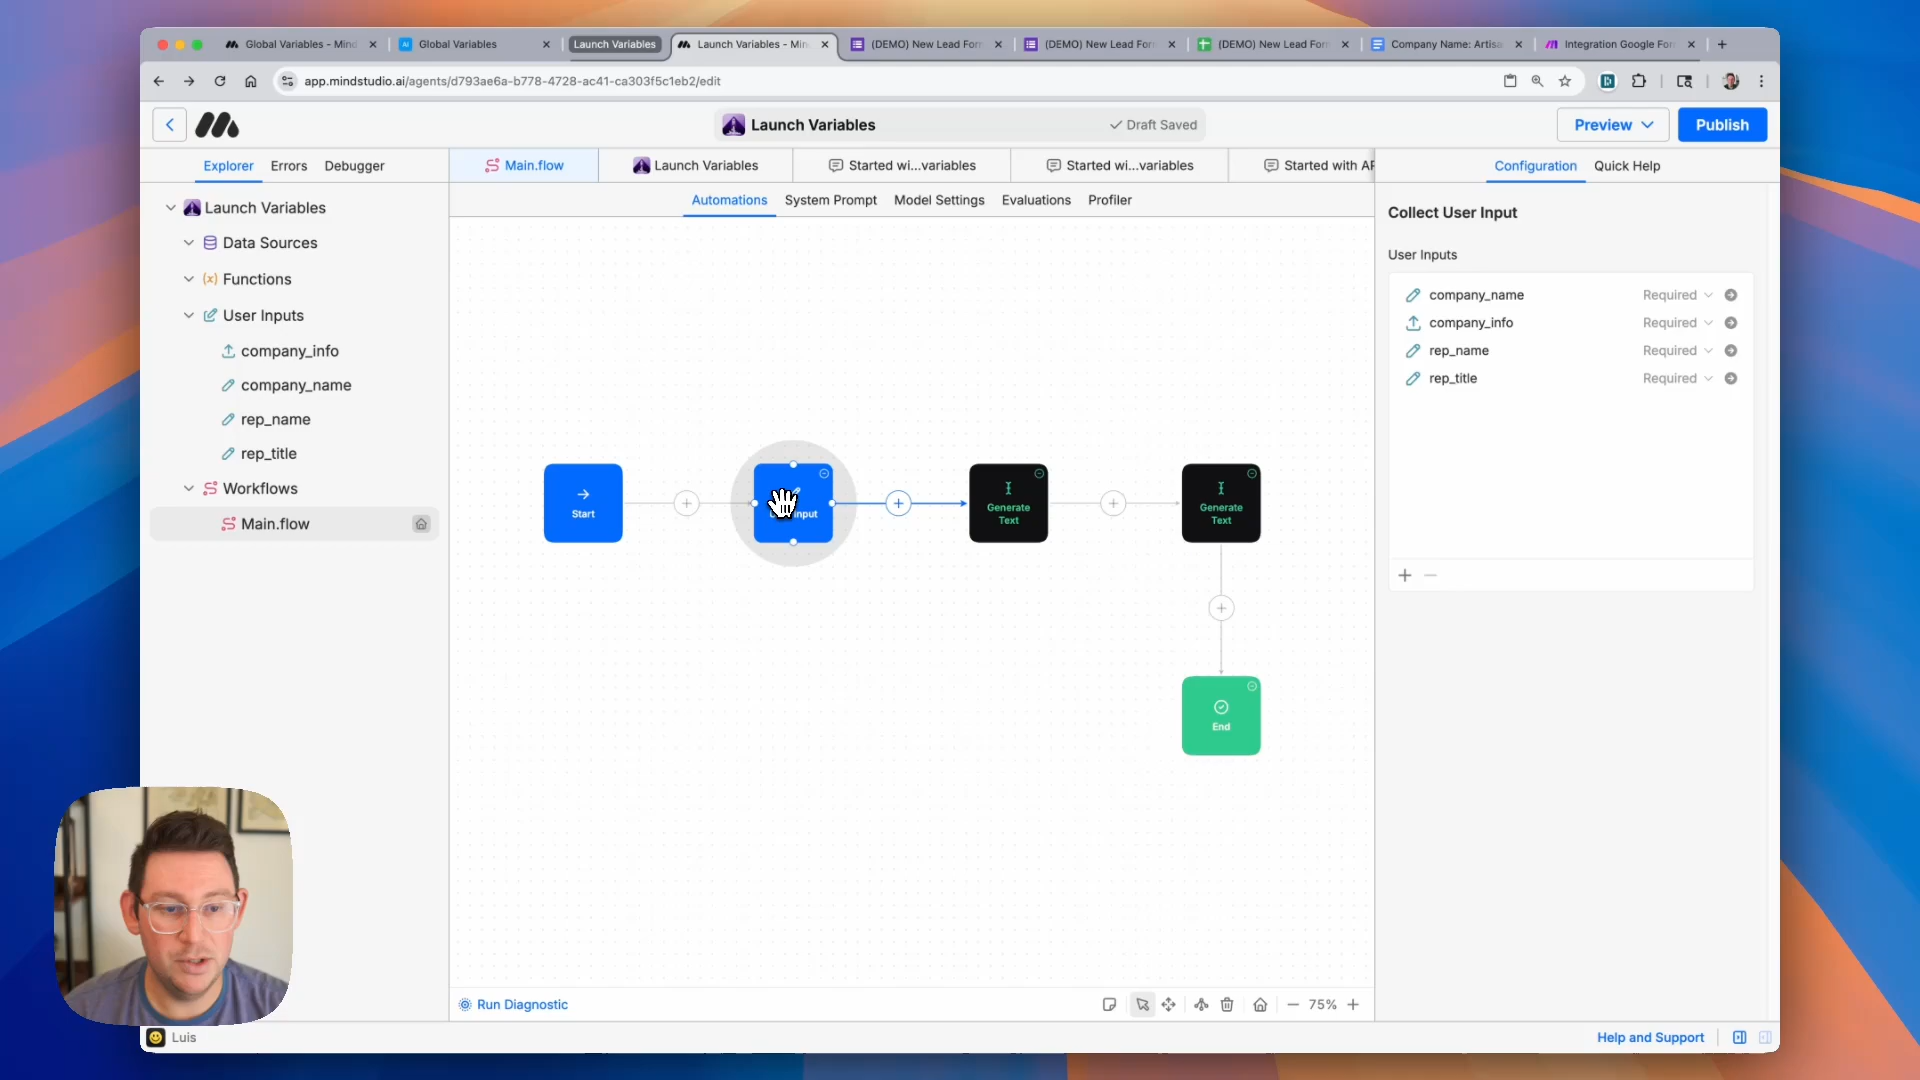 Global Variables - Mind
Global Variables
Launch Variables
Launch Variables - Min
(DEMO) New Lead For
(DEMO) New Lead For
(DEMO) New Lead For
Company Name: Artisa
Integration Google For
app.mindstudio.ai/agents/d793ae6a-b778-4728-ac41-ca303f5c1eb2/edit
Launch Variables
Draft Saved
Preview
Publish
Explorer
Errors
Debugger
Main.flow
Launch Variables
Started wi...variables
Started wi...variables
Started with AP
Configuration
Quick Help
Automations
System Prompt
Model Settings
Evaluations
Profiler
Launch Variables
Data Sources
Functions
User Inputs
company_info
company_name
rep_name
rep_title
Workflows
Main.flow
Start
Input
Generate
Text
Generate
Text
End
Collect User Input
User Inputs
company_name Required
company_info Required
rep_name Required
rep_title Required
Run Diagnostic
75%
Luis
Help and Support